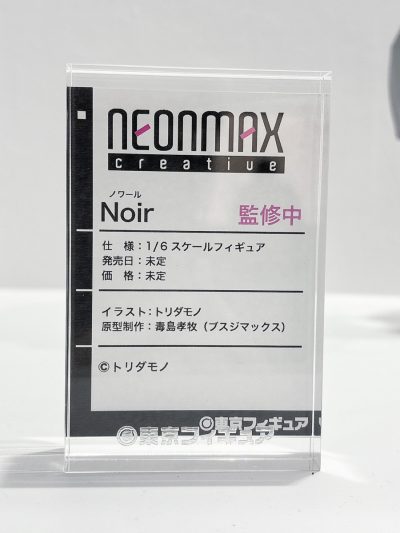 NEONMAX
creative
ノワール
Noir 監修中
仕 様：1/6スケールフィギュア
発売日：未定
価 格：未定
イラスト：トリダモノ
原型制作：毒島孝牧（ブスジマックス）
©トリダモノ
©東京フィギュア
©東京フィギュア